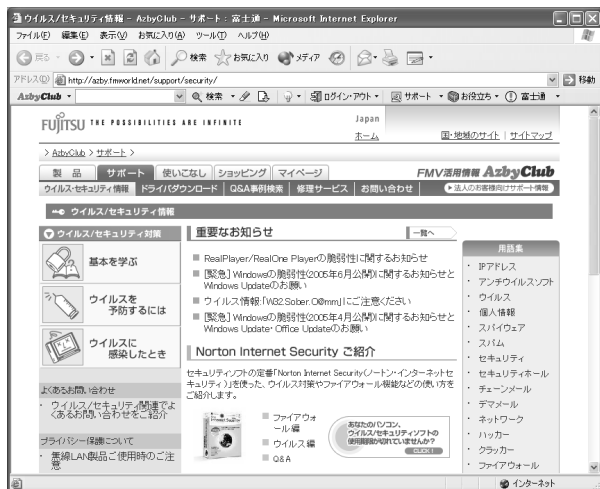 ウイルス/セキュリティ情報 - AzbyClub - サポート : 富士通 - Microsoft Internet Explorer
ファイル(F) 編集(E) 表示(V) お気に入り(A) ツール(T) ヘルプ(H)
戻る 検索 お気に入り メディア
アドレス(D) http://azby.fmworld.net/support/security/ 移動
AzbyClub 検索 ログイン・アウト サポート お役立ち 富士通
FUJITSU THE POSSIBILITIES ARE INFINITE
Japan
ホーム 国・地域のサイト | サイトマップ
> AzbyClub > サポート >
製 品 サポート 使いこなし ショッピング マイページ FMV活用情報 AzbyClub
ウイルス・セキュリティ情報 ドライバダウンロード Q&A事例検索 修理サービス お問い合わせ 法人のお客様向けサポート情報
ウイルス/セキュリティ情報
ウイルス/セキュリティ対策
基本を学ぶ
ウイルスを
予防するには
ウイルスに
感染したとき
よくあるお問い合わせ
・ ウイルス/セキュリティ関連でよ
くあるお問い合わせをご紹介
プライバシー保護について
・ 無線LAN製品ご使用時のご注
意
重要なお知らせ 一覧へ
RealPlayer/RealOne Playerの脆弱性に関するお知らせ
[緊急] Windowsの脆弱性(2005年6月公開)に関するお知らせと
Windows Updateのお願い
ウイルス情報:「W32.Sober.O@mm」にご注意ください
[緊急] Windowsの脆弱性(2005年4月公開)に関するお知らせと
Windows Update・Office Updateのお願い
Norton Internet Security ご紹介
セキュリティソフトの定番「Norton Internet Security(ノートン・インターネットセ
キュリティ)」を使った、ウイルス対策やファイアウォール機能などの使い方を
ご紹介します。
ファイアウォ
ール編
ウイルス編
Q&A
あなたのパソコン、
ウイルス/セキュリティソフトの
使用期限が切れていませんか?
CLICK!
用語集
・ IPアドレス
・ アンチウイルスソフト
・ ウイルス
・ 個人情報
・ スパイウェア
・ スパム
・ セキュリティ
・ セキュリティホール
・ チェーンメール
・ デマメール
・ ネットワーク
・ ハッカー
・ クラッカー
・ ファイアウォール
インターネット